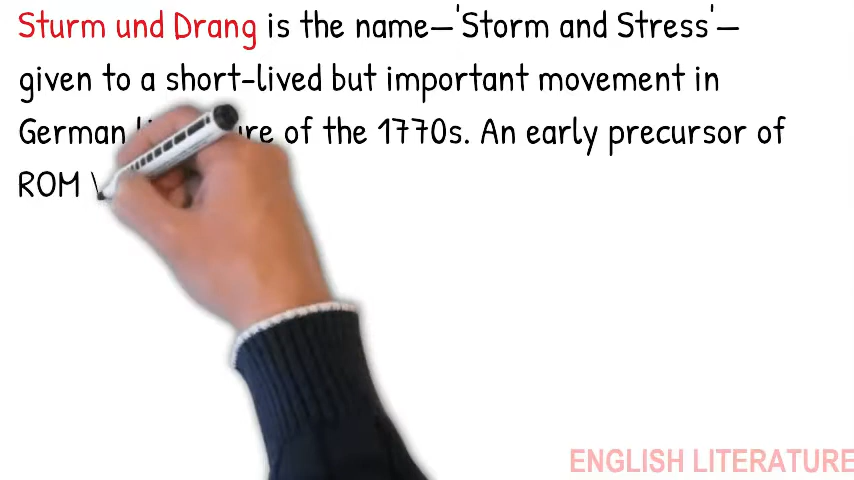 Sturm und Drang is the name–'Storm and Stress'–
given to a short-lived but important movement in
German of the 1770s. An early precursor of
ROM
ENGLISH LITERATURE